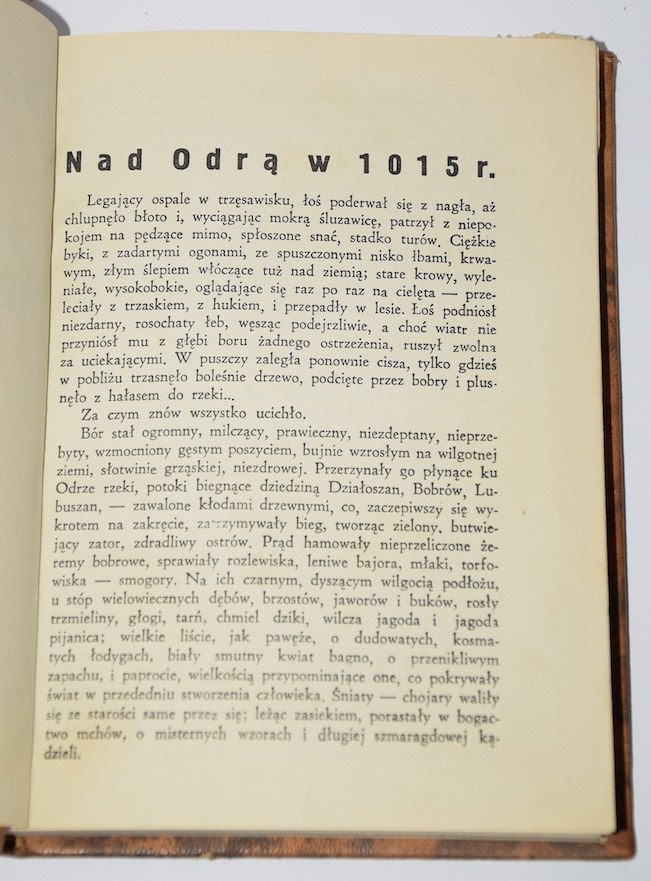 Nad Odrą w 1015 r.
Legający ospale w trzęsawisku, łoś poderwał się z nagła, aż
chlupnęło błoto i, wyciągając mokrą śluzawicę, patrzył z niepo-
kojem na pędzące mimo, spłoszone snać, stadko turów. Ciężkie
byki, z zadartymi ogonami, ze spuszczonymi nisko łbami, krwa-
wym, złym ślepiem włóczące tuż nad ziemią; stare krowy, wyle-
niałe, wysokobokie, oglądające się raz po raz na cielęta — prze-
leciały z trzaskiem, z hukiem, i przepadły w lesie. Łoś podniósł
niezdarny, rosochaty łeb, węsząc podejrzliwie, a choć wiatr nie
przyniósł mu z głębi boru żadnego ostrzeżenia, ruszył zwolna
za uciekającymi. W puszczy zaległa ponownie cisza, tylko gdzieś
w pobliżu trzasnęło boleśnie drzewo, podcięte przez bobry i plus-
nęło z hałasem do rzeki...
Za czym znów wszystko ucichło.
Bór stał ogromny, milczący, prawieczny, niezdeptany, nieprze-
byty, wzmocniony gęstym poszyciem, bujnie wzrosłym na wilgotnej
ziemi, słotwinie grząskiej, niezdrowej. Przerzynały go płynące ku
Odrze rzeki, potoki biegnące dziedziną Działoszan, Bobrów, Lu-
buszan, — zawalone kłodami drzewnymi, co, zaczepiwszy się wy-
krotem na zakręcie, zatrzymywały bieg, tworząc zielony, butwie-
jący zator, zdradliwy ostrów. Prąd hamowały nieprzeliczone że-
remy bobrowe, sprawiały rozlewiska, leniwe bajora, młaki, torfo-
wiska — smogory. Na ich czarnym, dyszącym wilgocią podłożu,
u stóp wielowiecznych dębów, brzostów, jaworów i buków, rosły
trzmieliny, głogi, tarń, chmiel dziki, wilcza jagoda i jagoda
pijanica; wielkie liście, jak pawęże, o dudowatych, kosma-
tych łodygach, biały smutny kwiat bagno, o przenikliwym
zapachu, i paprocie, wielkością przypominające one, co pokrywały
świat w przededniu stworzenia człowieka. Śniaty — chojary waliły
się ze starości same przez się; leżąc zasiekiem, porastały w bogac-
two mchów, o misternych wzorach i długiej szmaragdowej ką-
dzieli.